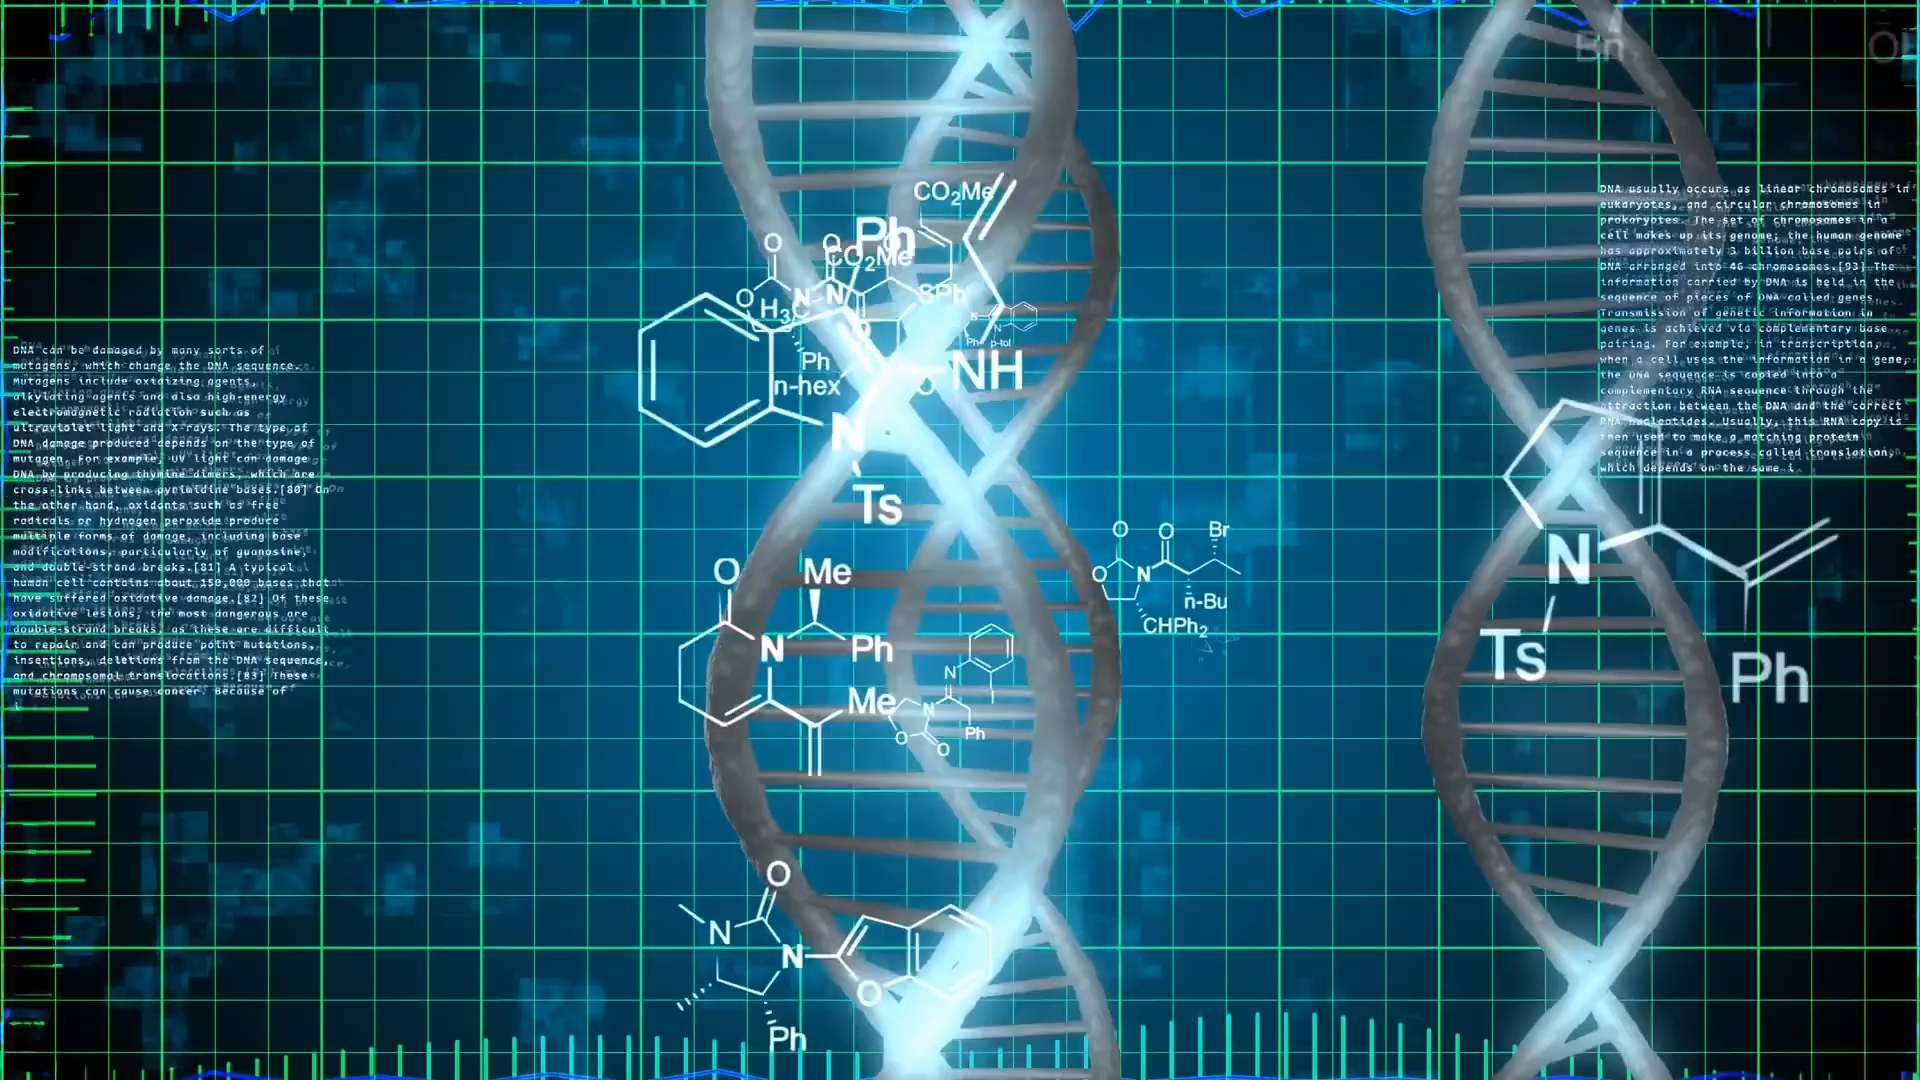 Bn
DNA usually occurs as linear chromosomes in
eukaryotes, and circular chromosomes in
prokaryotes. The set of chromosomes in a
cell makes up its genome; the human genome
has approximately 3 billion base pairs of
DNA arranged into 46 chromosomes.[93] The
information carried by DNA is held in the
sequence of pieces of DNA called genes.
Transmission of genetic information in
genes is achieved via complementary base
pairing. For example, in transcription,
when a cell uses the information in a gene,
the DNA sequence is copied into a
complementary RNA sequence through the
attraction between the DNA and the correct
RNA nucleotides. Usually, this RNA copy is
then used to make a matching protein
sequence in a process called translation,
which depends on the same i
CO2Me
Ph
CO2Me
O
O
O
N
N
SPh
H3C
Ph
n-hex
NH
N
Ph
p-tol
N
Ts
DNA can be damaged by many sorts of
mutagens, which change the DNA sequence.
Mutagens include oxidizing agents,
alkylating agents and also high-energy
electromagnetic radiation such as
ultraviolet light and X-rays. The type of
DNA damage produced depends on the type of
mutagen. For example, UV light can damage
DNA by producing thymine dimers, which are
cross-links between pyrimidine bases.[80] On
the other hand, oxidants such as free
radicals or hydrogen peroxide produce
multiple forms of damage, including base
modifications, particularly of guanosine,
and double-strand breaks.[81] A typical
human cell contains about 150,000 bases that
have suffered oxidative damage.[82] Of these
oxidative lesions, the most dangerous are
double-strand breaks, as these are difficult
to repair and can produce point mutations,
insertions, deletions from the DNA sequence,
and chromosomal translocations.[83] These
mutations can cause cancer. Because of
i
O
O
Br
O
N
n-Bu
CHPh2
N
Ts
Ph
O
Me
N
Ph
Me
N
N
O
O
Ph
O
N
N
O
Ph